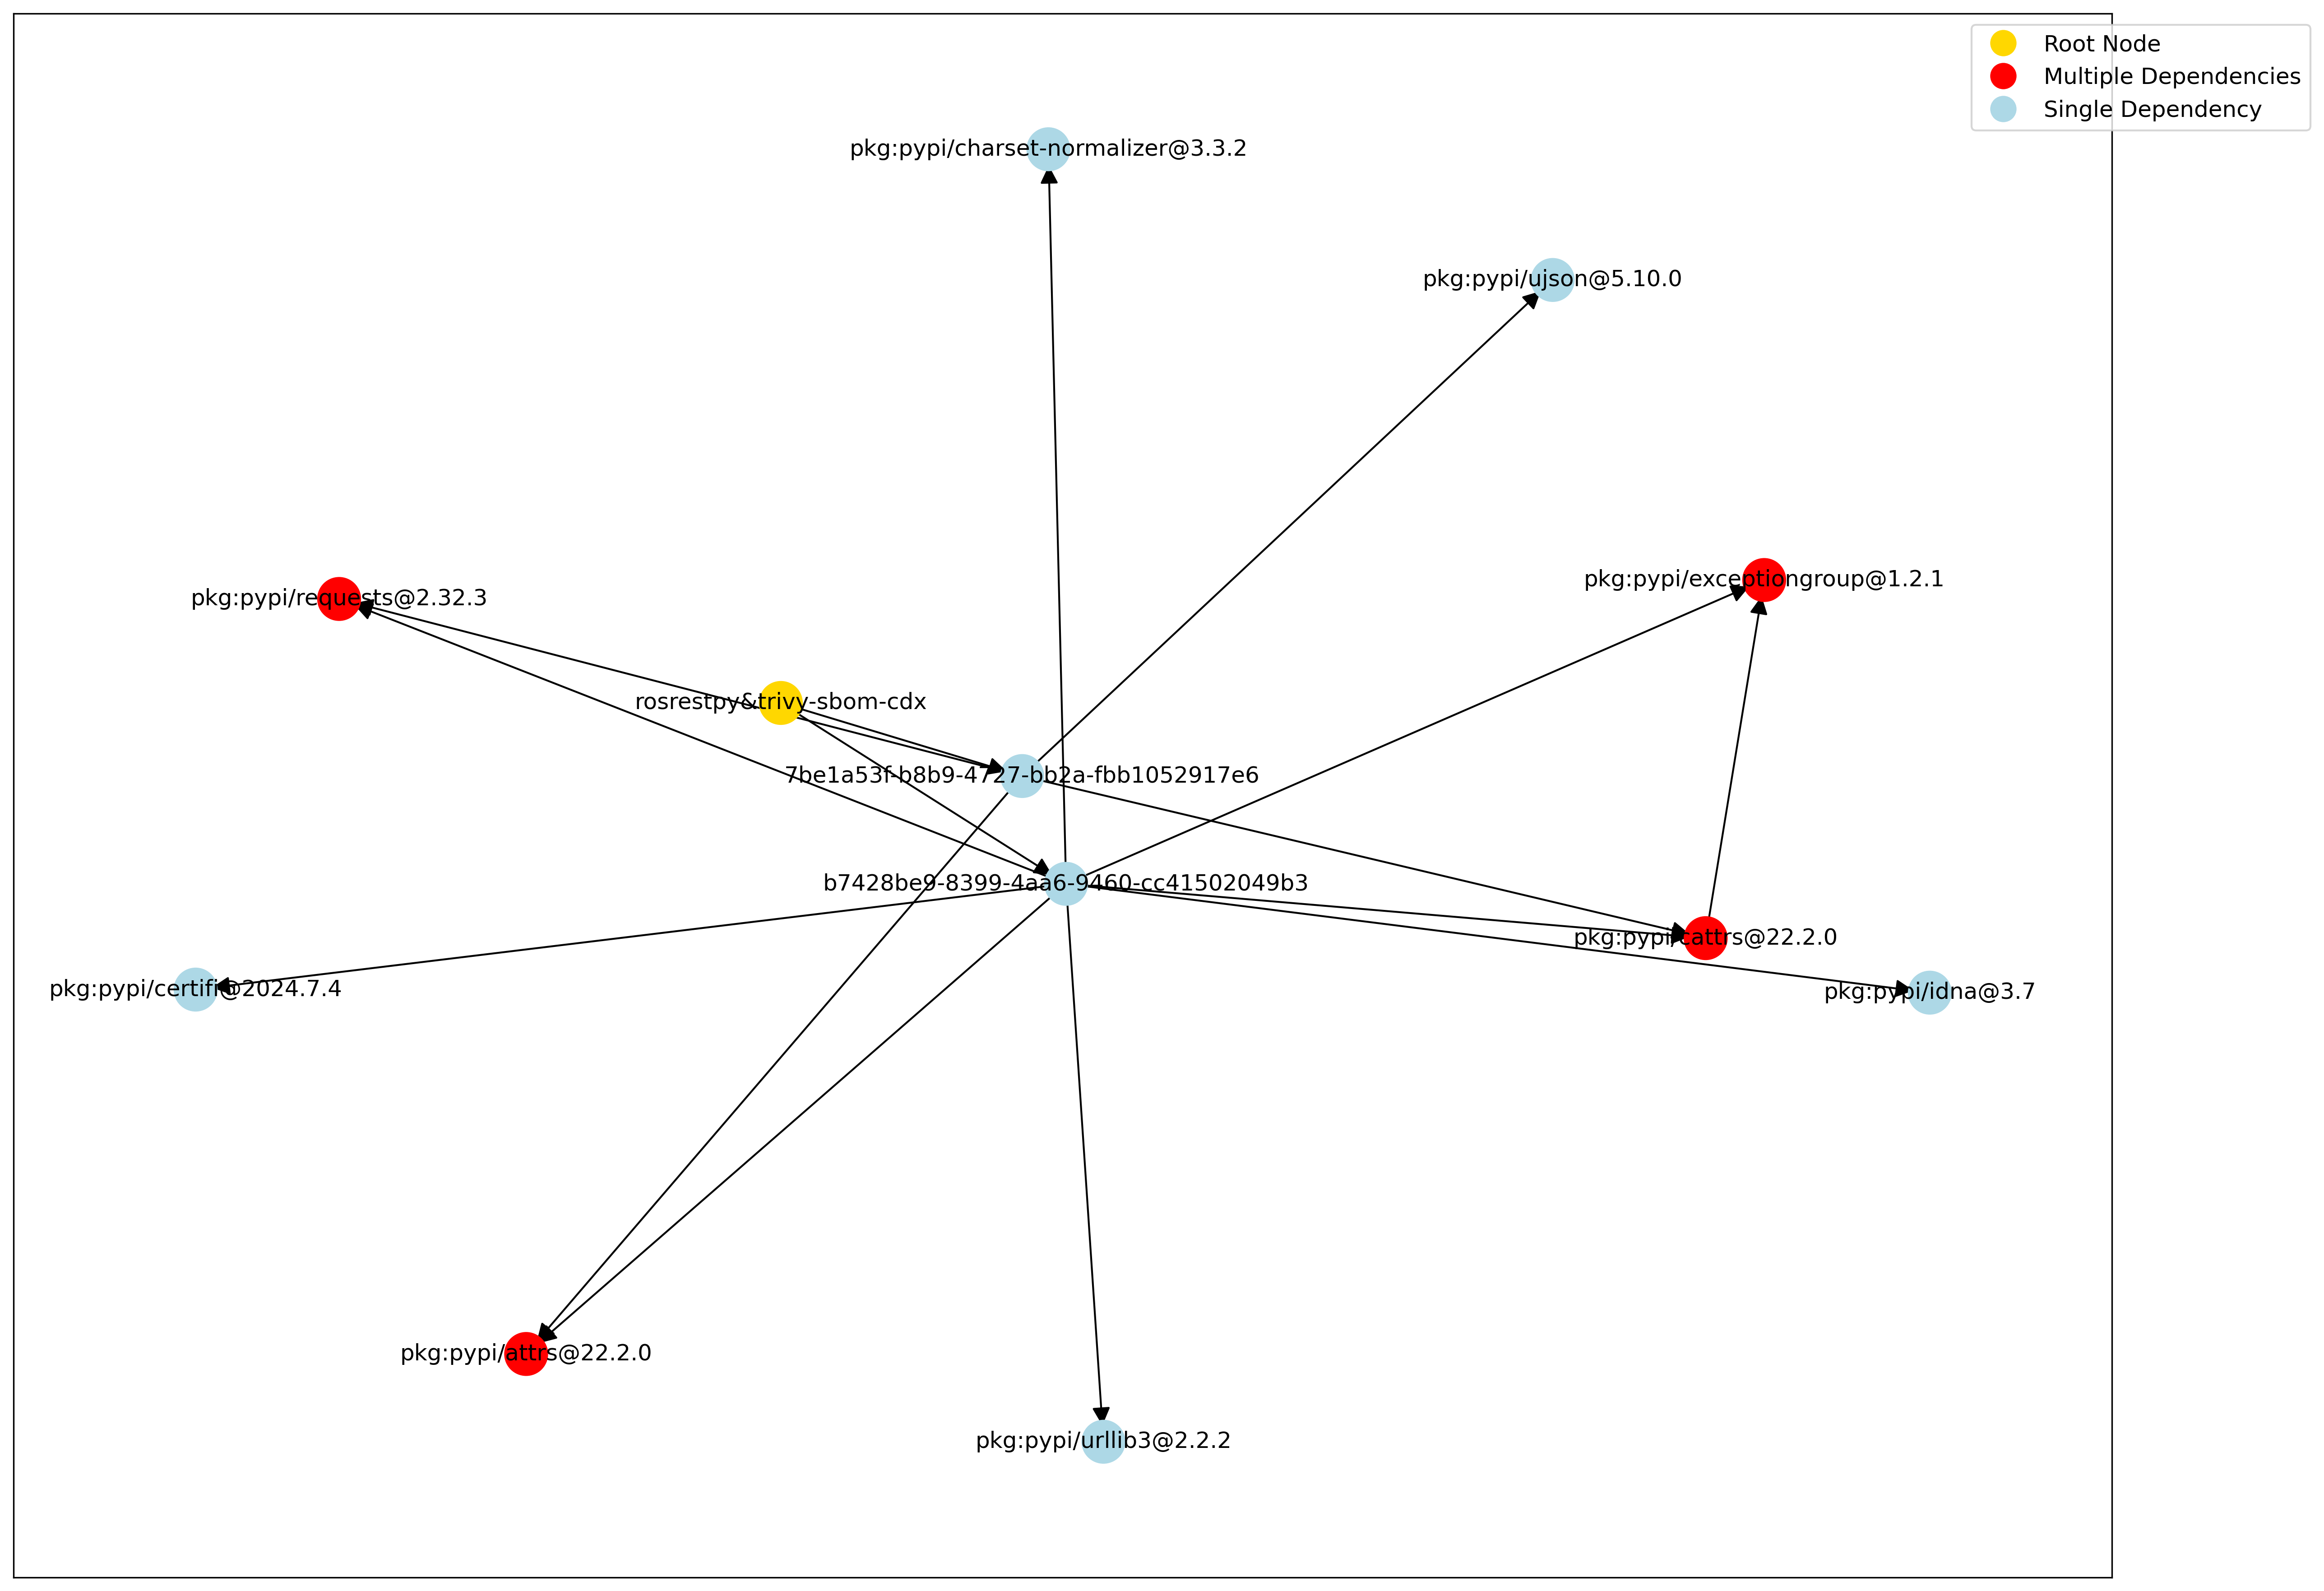 Root Node
Multiple Dependencies
Single Dependency
pkg:pypi/charset-normalizer@3.3.2
pkg:pypi/ujson@5.10.0
pkg:pypi/exceptiongroup@1.2.1
pkg:pypi/requests@2.32.3
rosrestpy&trivy-sbom-cdx
7be1a53f-b8b9-4727-bb2a-fbb1052917e6
b7428be9-8399-4aa6-9460-cc41502049b3
pkg:pypi/cattrs@22.2.0
pkg:pypi/certifi@2024.7.4
pkg:pypi/idna@3.7
pkg:pypi/attrs@22.2.0
pkg:pypi/urllib3@2.2.2